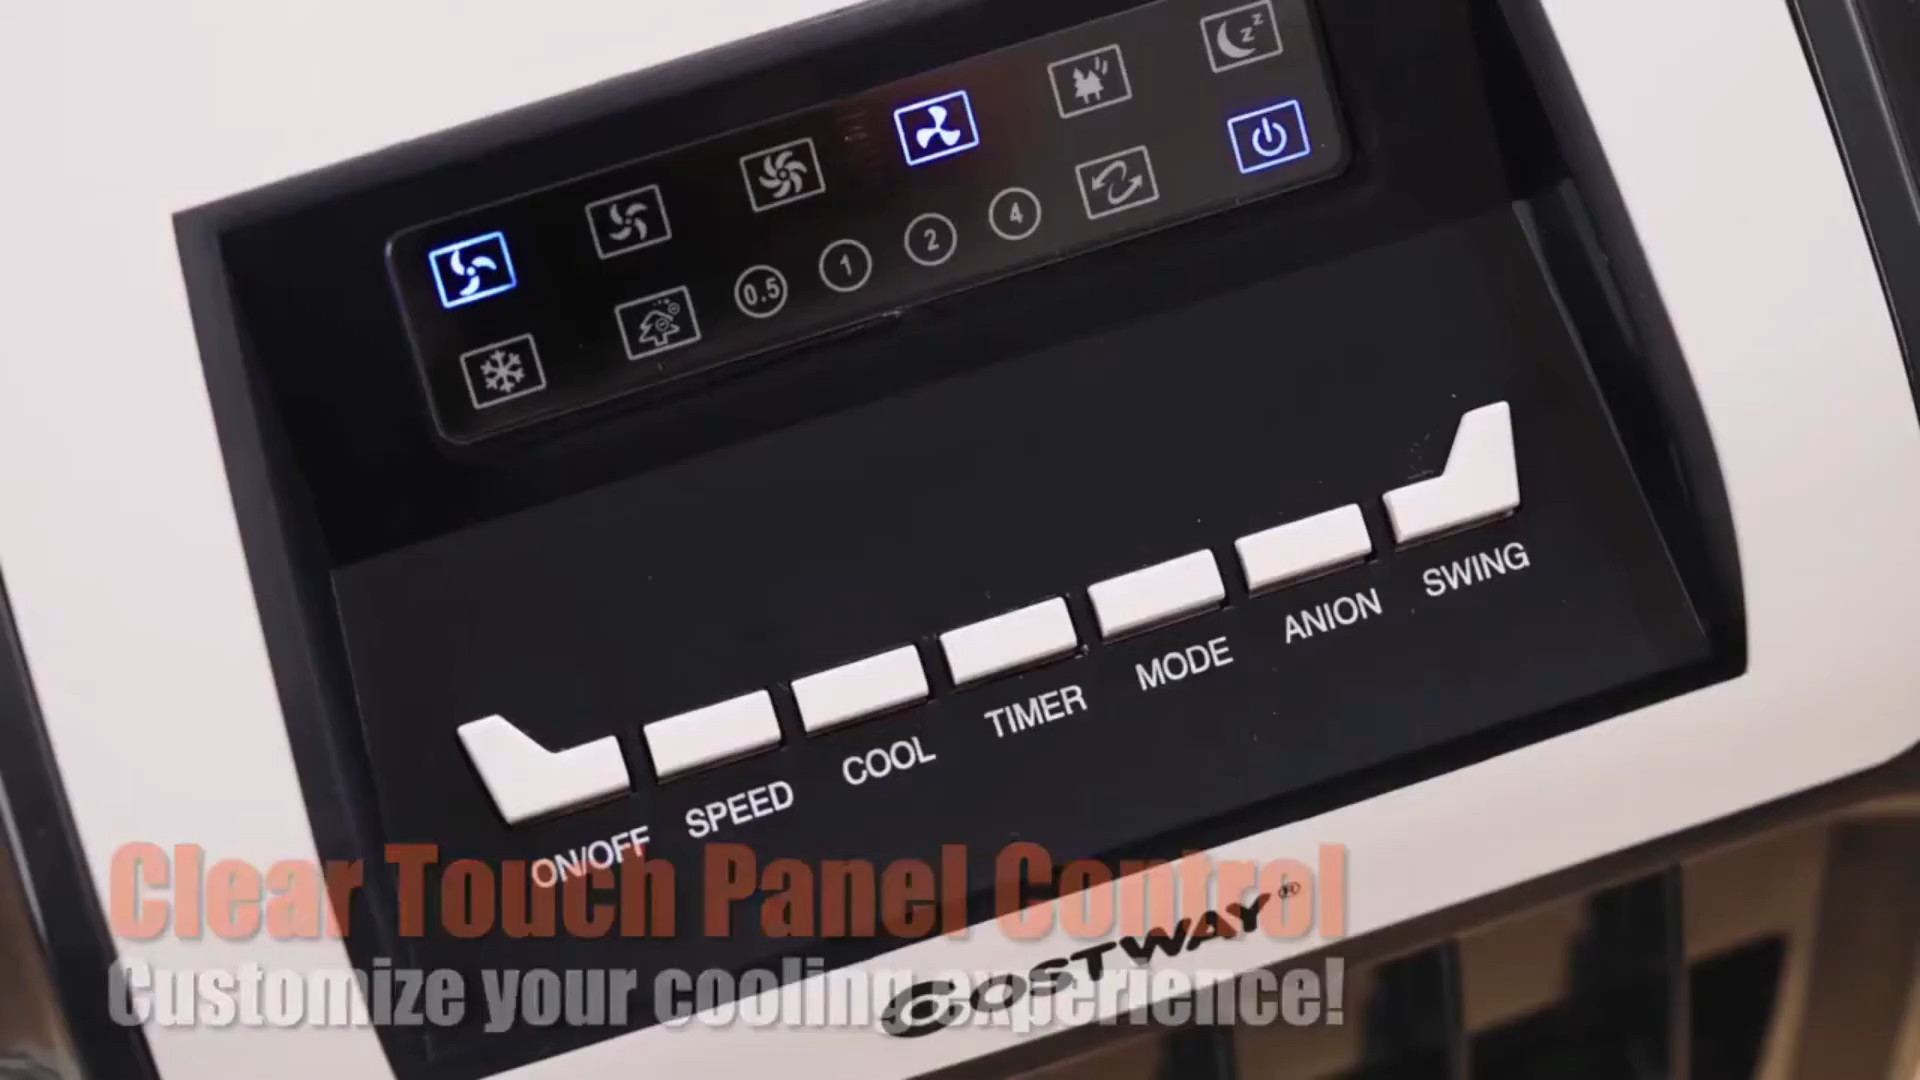 z z
0.5 1 2 4
ON/OFF SPEED COOL TIMER MODE ANION SWING
COSTWAY®
Clear Touch Panel Control
Customize your cooling experience!